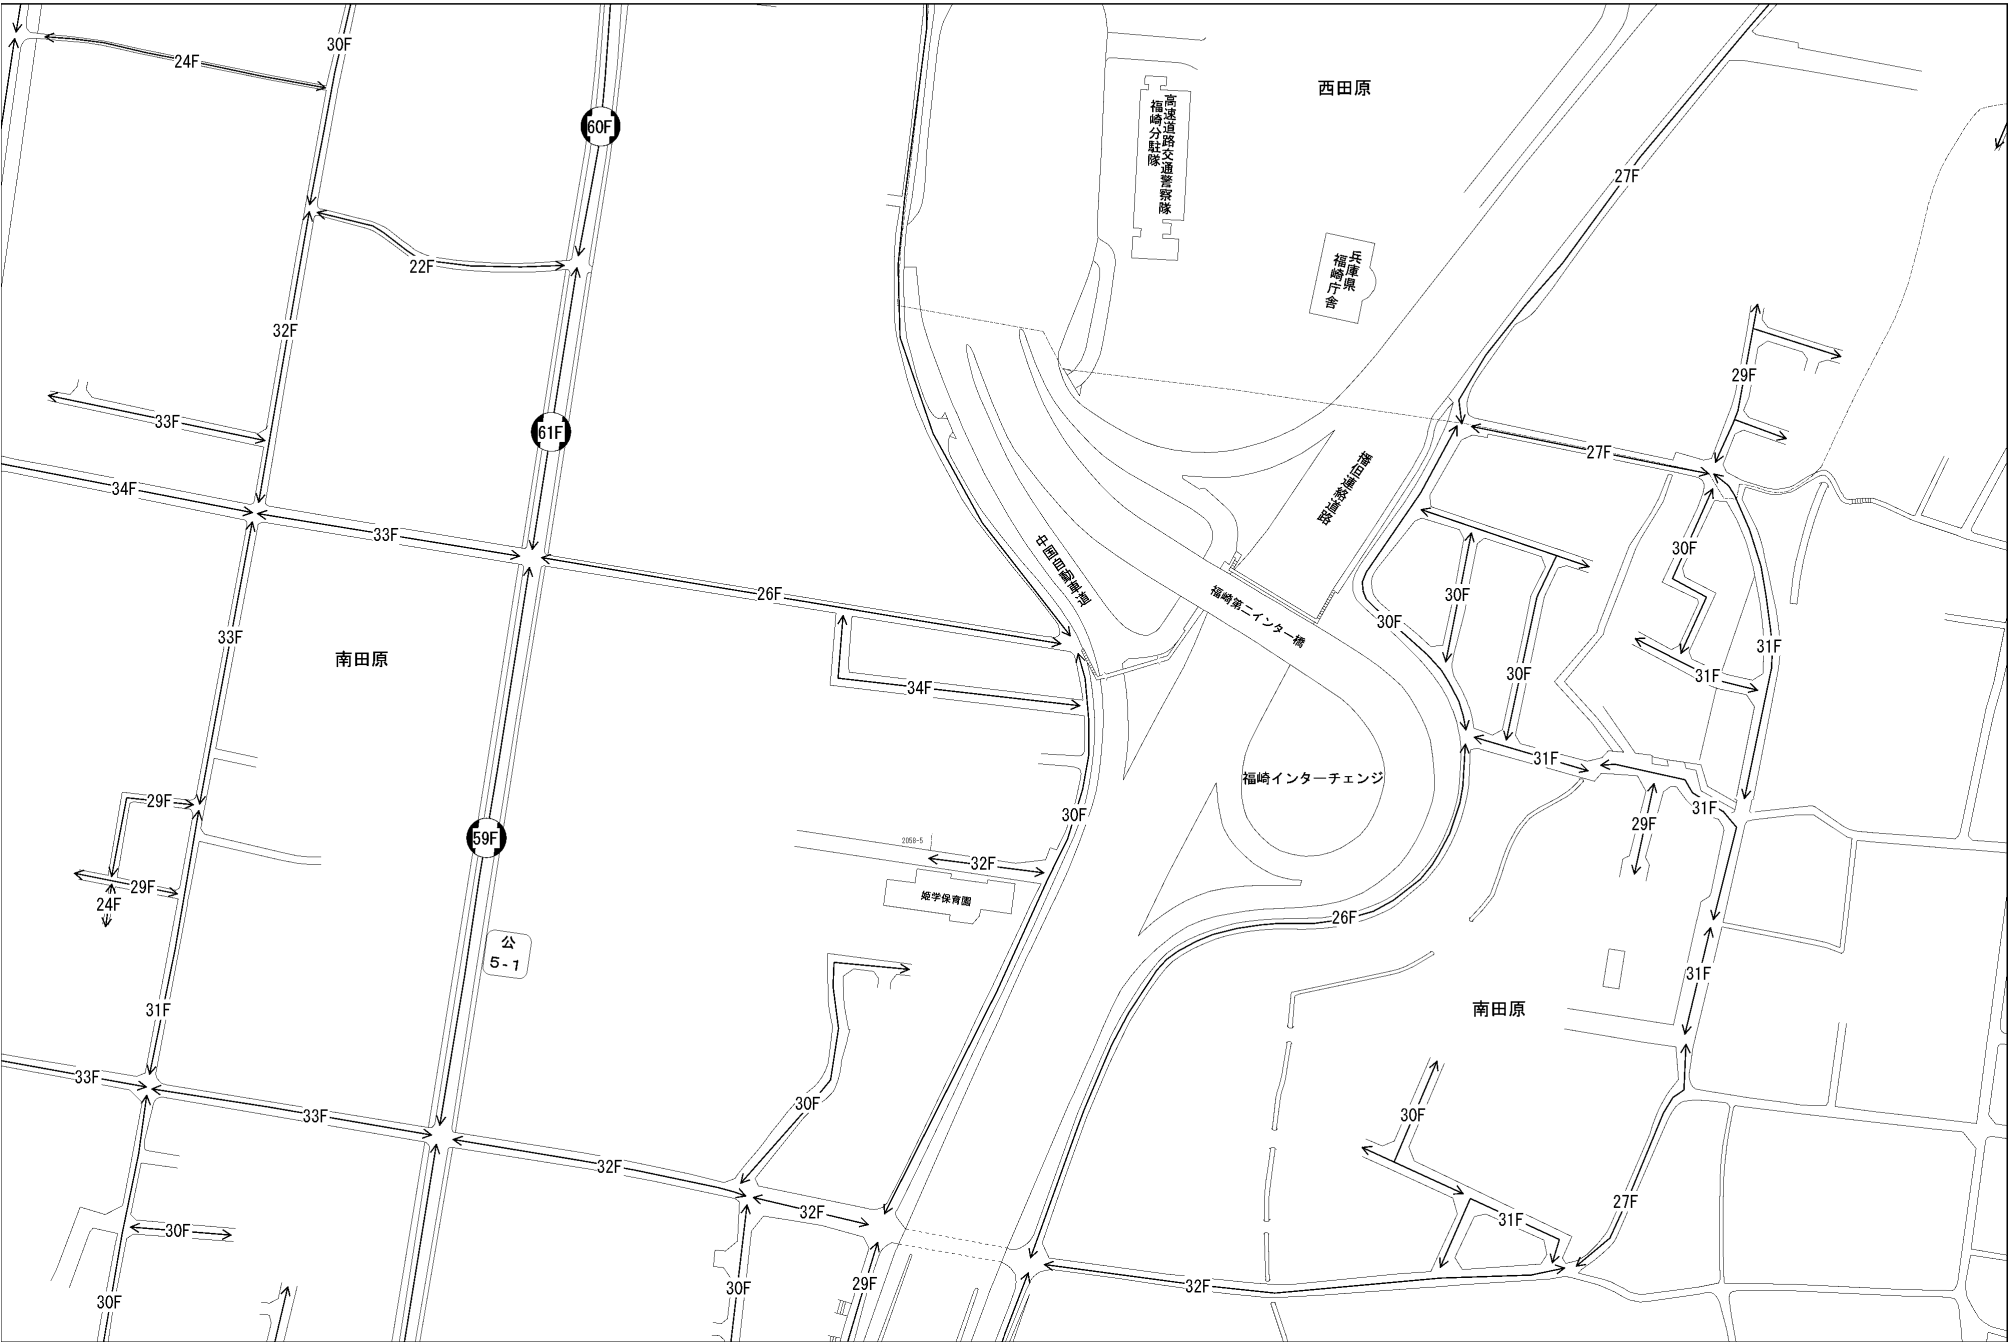 24F
30F
60F
西田原
高速道路交通警察隊
福崎分駐隊
27F
22F
兵庫県
福崎庁舎
32F
29F
33F
61F
27F
播但連絡道路
34F
33F
26F
中国自動車道
福崎第二インター橋
30F
30F
30F
31F
33F
南田原
34F
30F
31F
31F
福崎インターチェンジ
29F
59F
30F
31F
29F
2058-5
32F
29F
24F
姫学保育園
26F
公
5-1
31F
31F
南田原
33F
33F
30F
30F
32F
32F
31F
27F
30F
30F
30F
29F
32F